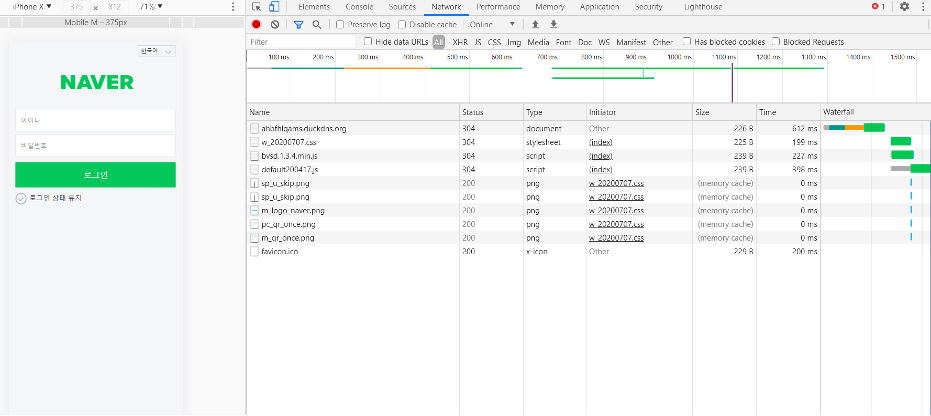 iPhone X ▼ 375 × 812 71% ▼
Mobile M – 375px
한국어
NAVER
아이디
비밀번호
로그인
로그인 상태 유지
Elements Console Sources Network Performance Memory Application Security Lighthouse 1
Preserve log Disable cache Online ▼
Filter Hide data URLs All XHR JS CSS Img Media Font Doc WS Manifest Other Has blocked cookies Blocked Requests
100 ms 200 ms 300 ms 400 ms 500 ms 600 ms 700 ms 800 ms 900 ms 1000 ms 1100 ms 1200 ms 1300 ms 1400 ms 1500 ms
Name Status Type Initiator Size Time Waterfall
ahbfhlqams.duckdns.org 304 document Other 226 B 612 ms
w_20200707.css 304 stylesheet (index) 225 B 199 ms
bvsd.1.3.4.min.js 304 script (index) 239 B 227 ms
default200417.js 304 script (index) 239 B 398 ms
sp_u_skip.png 200 png w_20200707.css (memory cache) 0 ms
sp_u_skip.png 200 png w_20200707.css (memory cache) 0 ms
m_logo_naver.png 200 png w_20200707.css (memory cache) 0 ms
pc_qr_once.png 200 png w_20200707.css (memory cache) 0 ms
m_qr_once.png 200 png w_20200707.css (memory cache) 0 ms
favicon.ico 200 x-icon Other 229 B 200 ms